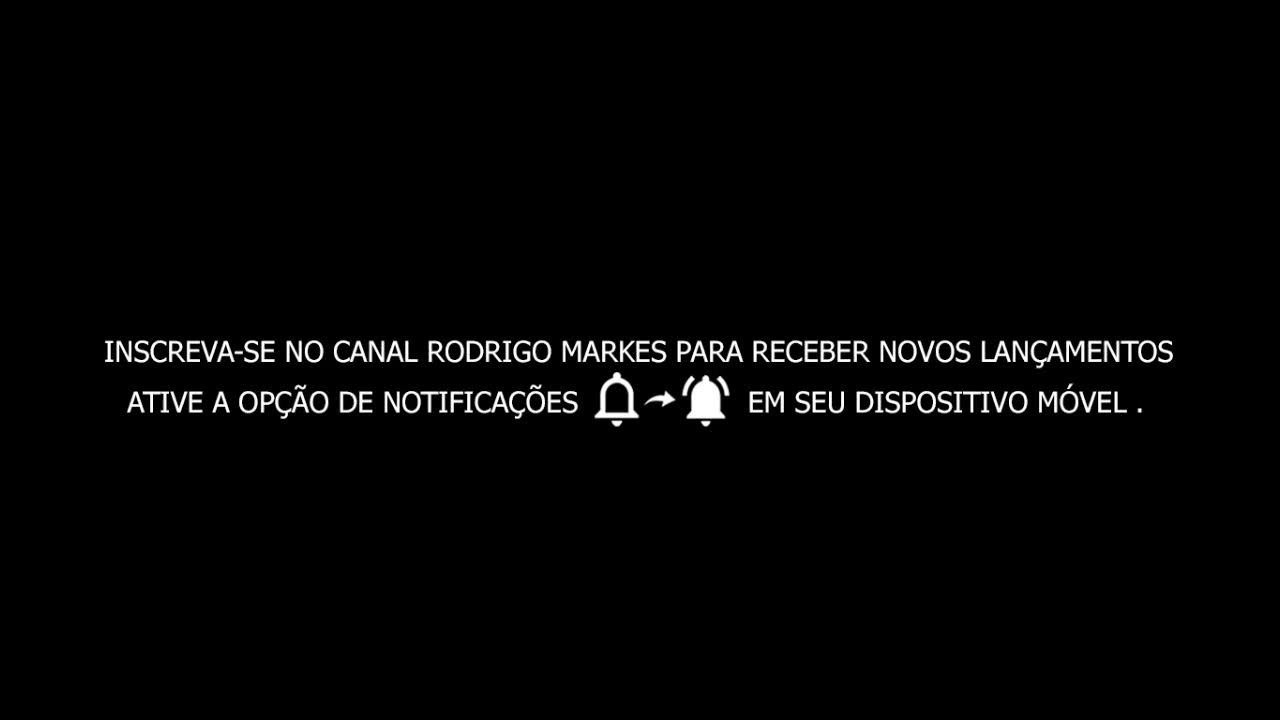 INSCREVA-SE NO CANAL RODRIGO MARKES PARA RECEBER NOVOS LANÇAMENTOS
ATIVE A OPÇÃO DE NOTIFICAÇÕES EM SEU DISPOSITIVO MÓVEL .